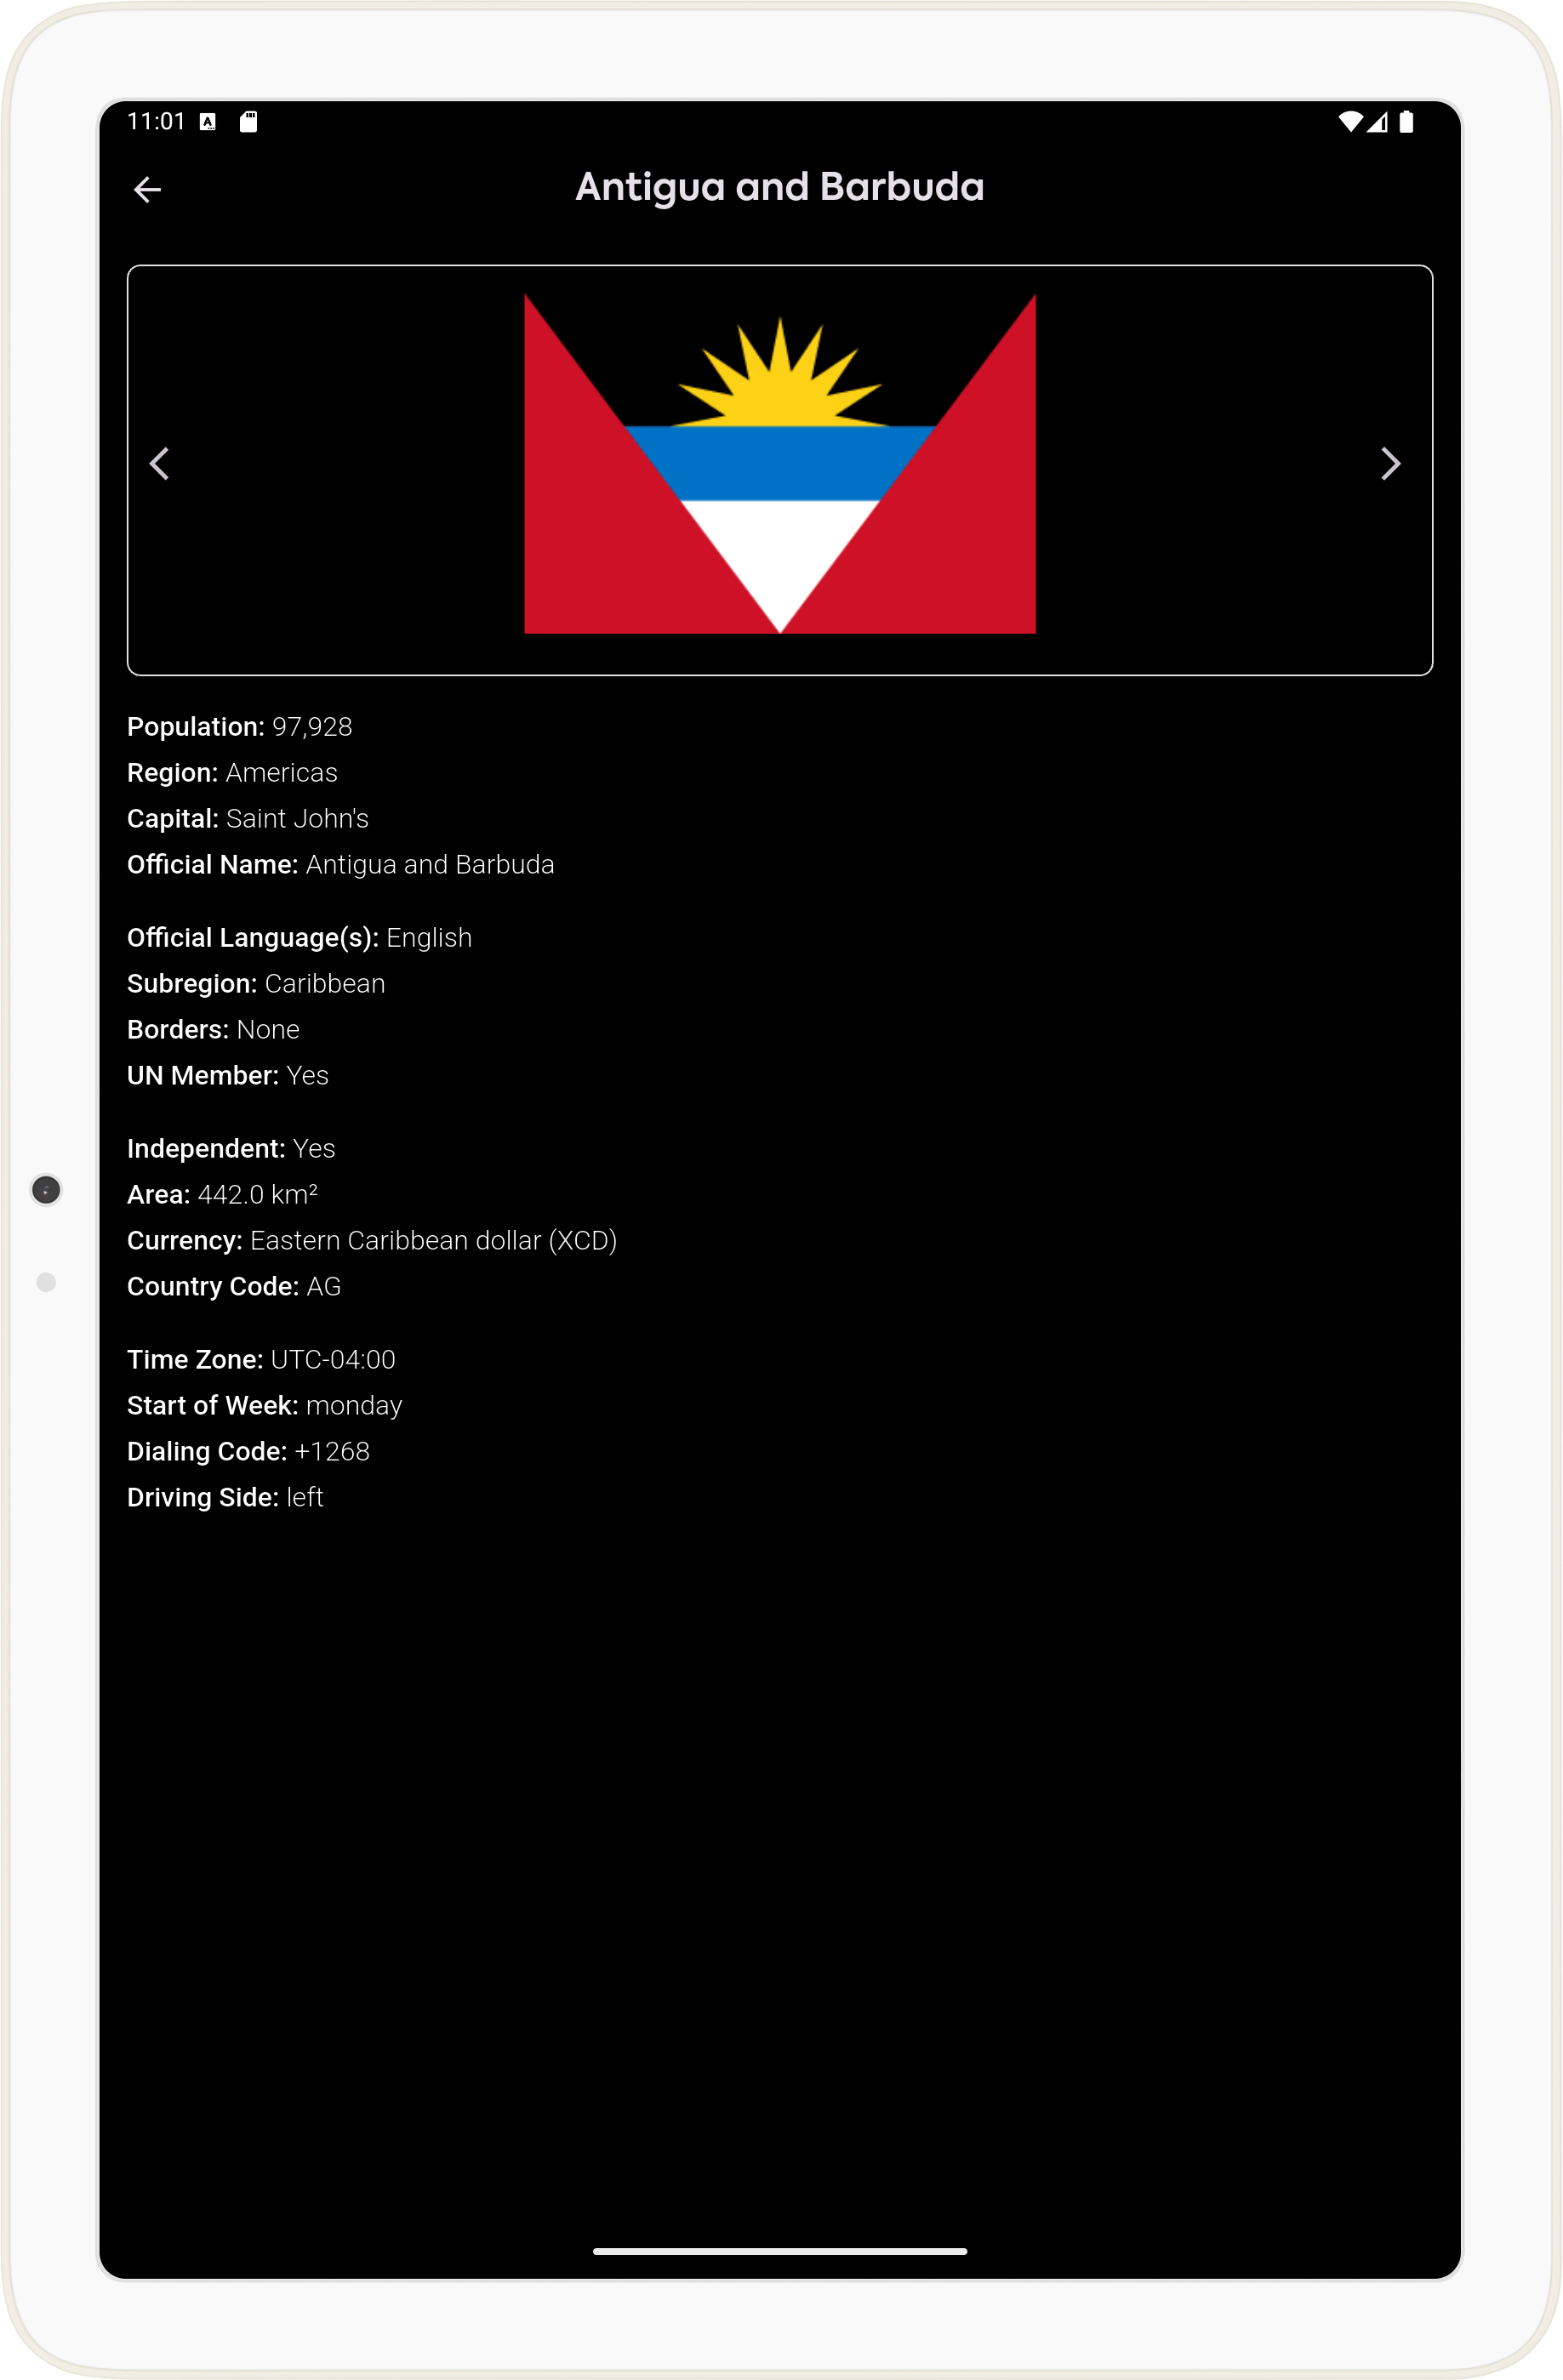 11:01
Antigua and Barbuda
Population: 97,928
Region: Americas
Capital: Saint John's
Official Name: Antigua and Barbuda
Official Language(s): English
Subregion: Caribbean
Borders: None
UN Member: Yes
Independent: Yes
Area: 442.0 km²
Currency: Eastern Caribbean dollar (XCD)
Country Code: AG
Time Zone: UTC-04:00
Start of Week: monday
Dialing Code: +1268
Driving Side: left